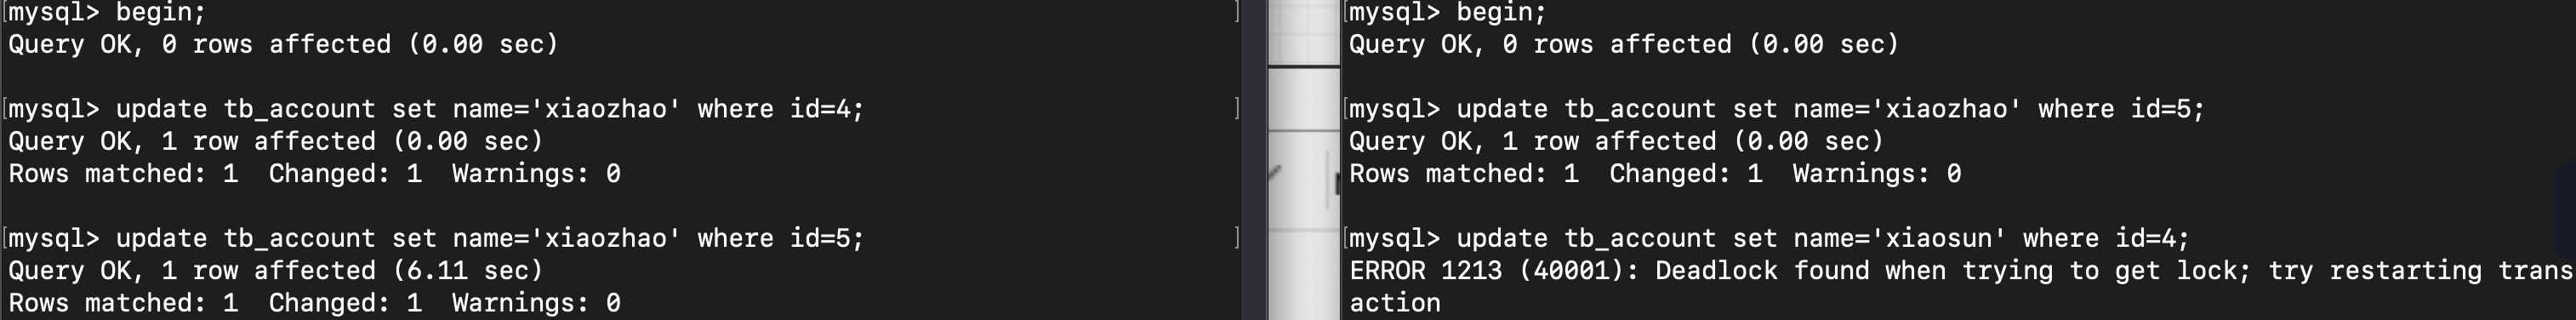 mysql> begin;
Query OK, 0 rows affected (0.00 sec)
mysql> update tb_account set name='xiaozhao' where id=4;
Query OK, 1 row affected (0.00 sec)
Rows matched: 1  Changed: 1  Warnings: 0
mysql> update tb_account set name='xiaozhao' where id=5;
Query OK, 1 row affected (6.11 sec)
Rows matched: 1  Changed: 1  Warnings: 0
mysql> begin;
Query OK, 0 rows affected (0.00 sec)
mysql> update tb_account set name='xiaozhao' where id=5;
Query OK, 1 row affected (0.00 sec)
Rows matched: 1  Changed: 1  Warnings: 0
mysql> update tb_account set name='xiaosun' where id=4;
ERROR 1213 (40001): Deadlock found when trying to get lock; try restarting trans
action